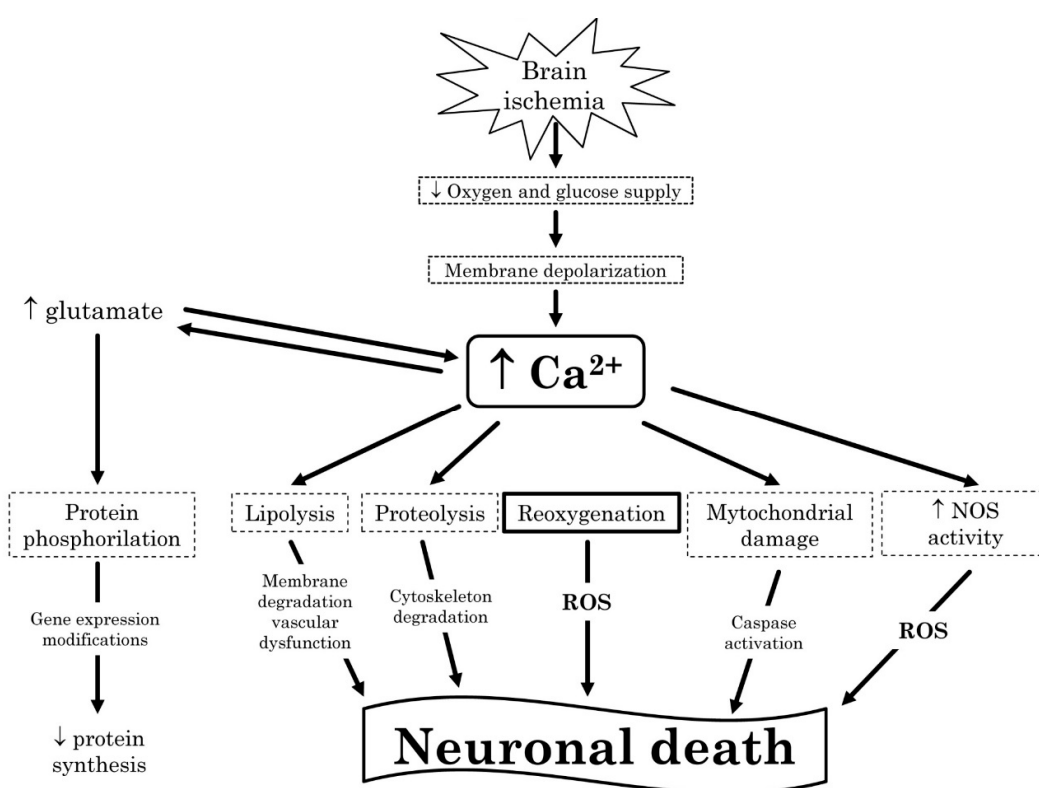 Brain
ischemia
↓ Oxygen and glucose supply
Membrane depolarization
↑ glutamate
↑ Ca²⁺
Protein
phosphorilation
Lipolysis
Proteolysis
Reoxygenation
Mytochondrial
damage
↑ NOS
activity
Gene expression
modifications
Membrane
degradation
vascular
dysfunction
Cytoskeleton
degradation
ROS
Caspase
activation
ROS
↓ protein
synthesis
Neuronal death